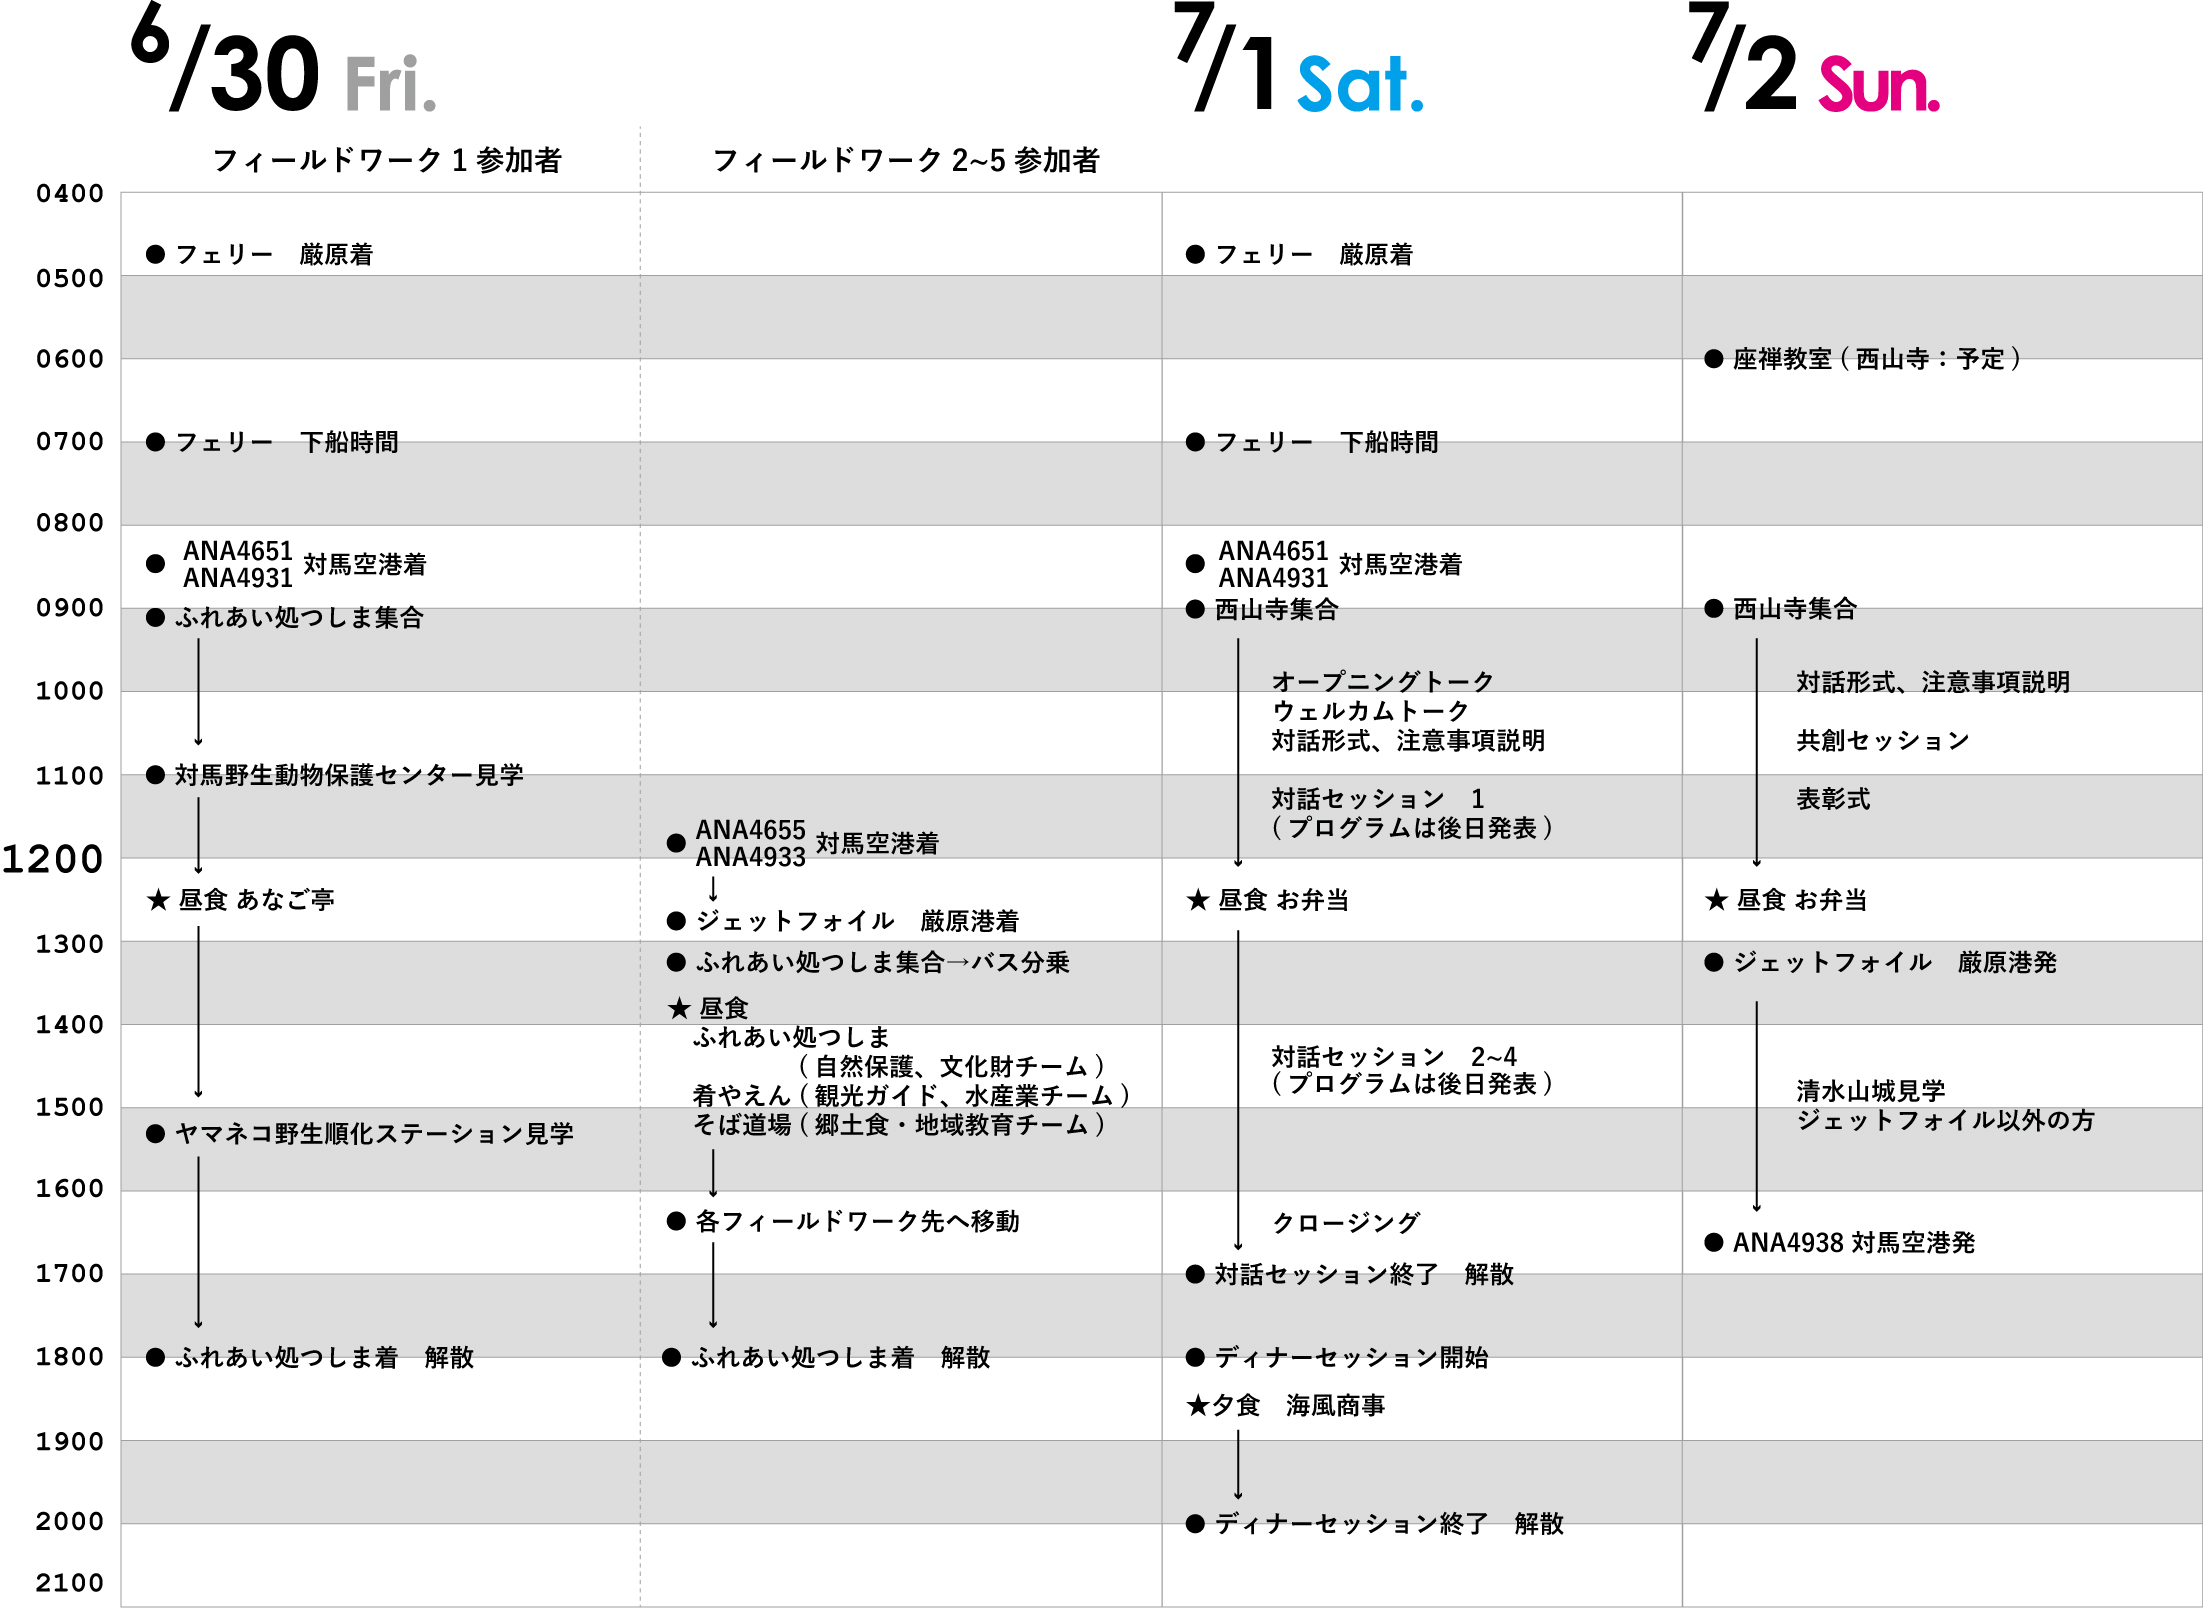 6/30 Fri.
7/1 Sat.
7/2 Sun.
フィールドワーク 1 参加者
フィールドワーク 2~5 参加者
0400
0500
0600
0700
0800
0900
1000
1100
1200
1300
1400
1500
1600
1700
1800
1900
2000
2100
● フェリー　厳原着
● フェリー　下船時間
● ANA4651
ANA4931
対馬空港着
● ふれあい処つしま集合
↓
● 対馬野生動物保護センター見学
↓
★ 昼食 あなご亭
↓
● ヤマネコ野生順化ステーション見学
↓
● ふれあい処つしま着　解散
● ANA4655
ANA4933
対馬空港着
↓
● ジェットフォイル　厳原港着
● ふれあい処つしま集合→バス分乗
★ 昼食
ふれあい処つしま
( 自然保護、文化財チーム )
肴やえん ( 観光ガイド、水産業チーム )
そば道場 ( 郷土食・地域教育チーム )
↓
● 各フィールドワーク先へ移動
↓
● ふれあい処つしま着　解散
● フェリー　厳原着
● フェリー　下船時間
● ANA4651
ANA4931
対馬空港着
● 西山寺集合
↓
オープニングトーク
ウェルカムトーク
対話形式、注意事項説明
対話セッション　1
( プログラムは後日発表 )
★ 昼食 お弁当
↓
対話セッション　2~4
( プログラムは後日発表 )
クロージング
● 対話セッション終了　解散
● ディナーセッション開始
★夕食　海風商事
↓
● ディナーセッション終了　解散
● 座禅教室 ( 西山寺：予定 )
● 西山寺集合
↓
対話形式、注意事項説明
共創セッション
表彰式
★ 昼食 お弁当
● ジェットフォイル　厳原港発
↓
清水山城見学
ジェットフォイル以外の方
● ANA4938 対馬空港発